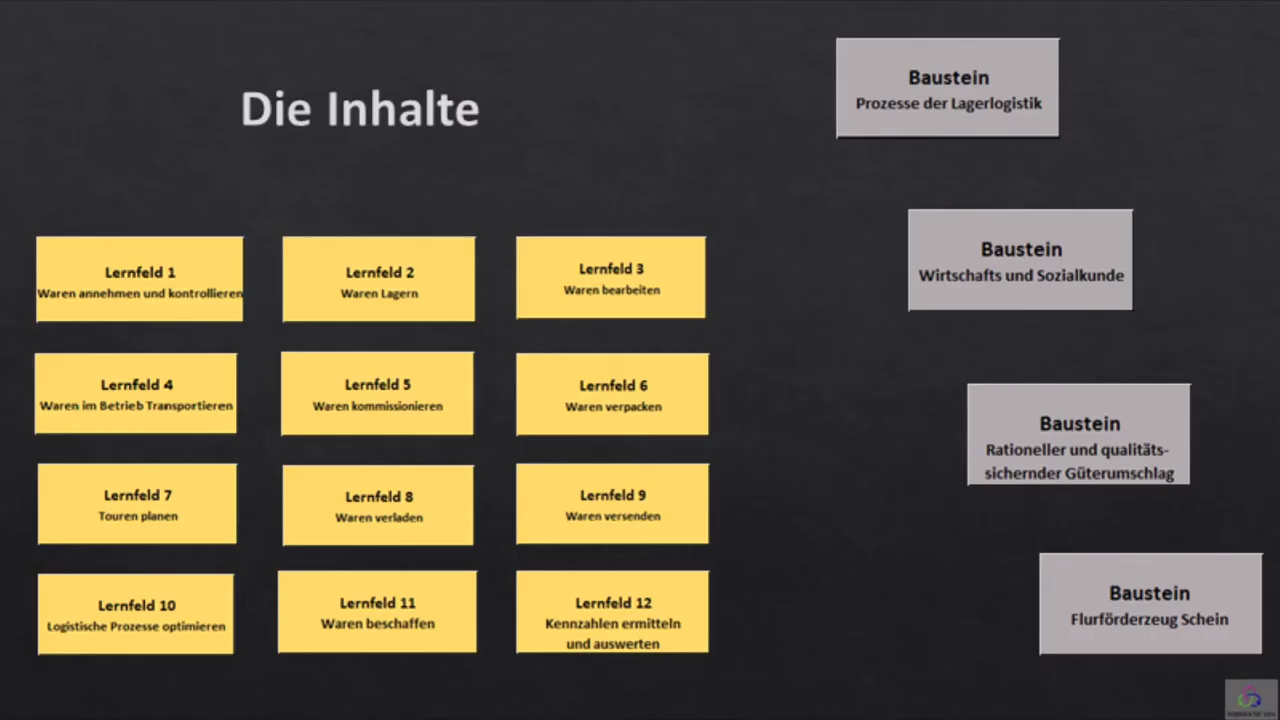 Die Inhalte
Baustein
Prozesse der Lagerlogistik
Baustein
Wirtschafts und Sozialkunde
Baustein
Rationeller und qualitäts-
sichernder Güterumschlag
Baustein
Flurförderzeug Schein
Lernfeld 1
Waren annehmen und kontrollieren
Lernfeld 2
Waren Lagern
Lernfeld 3
Waren bearbeiten
Lernfeld 4
Waren im Betrieb Transportieren
Lernfeld 5
Waren kommissionieren
Lernfeld 6
Waren verpacken
Lernfeld 7
Touren planen
Lernfeld 8
Waren verladen
Lernfeld 9
Waren versenden
Lernfeld 10
Logistische Prozesse optimieren
Lernfeld 11
Waren beschaffen
Lernfeld 12
Kennzahlen ermitteln
und auswerten